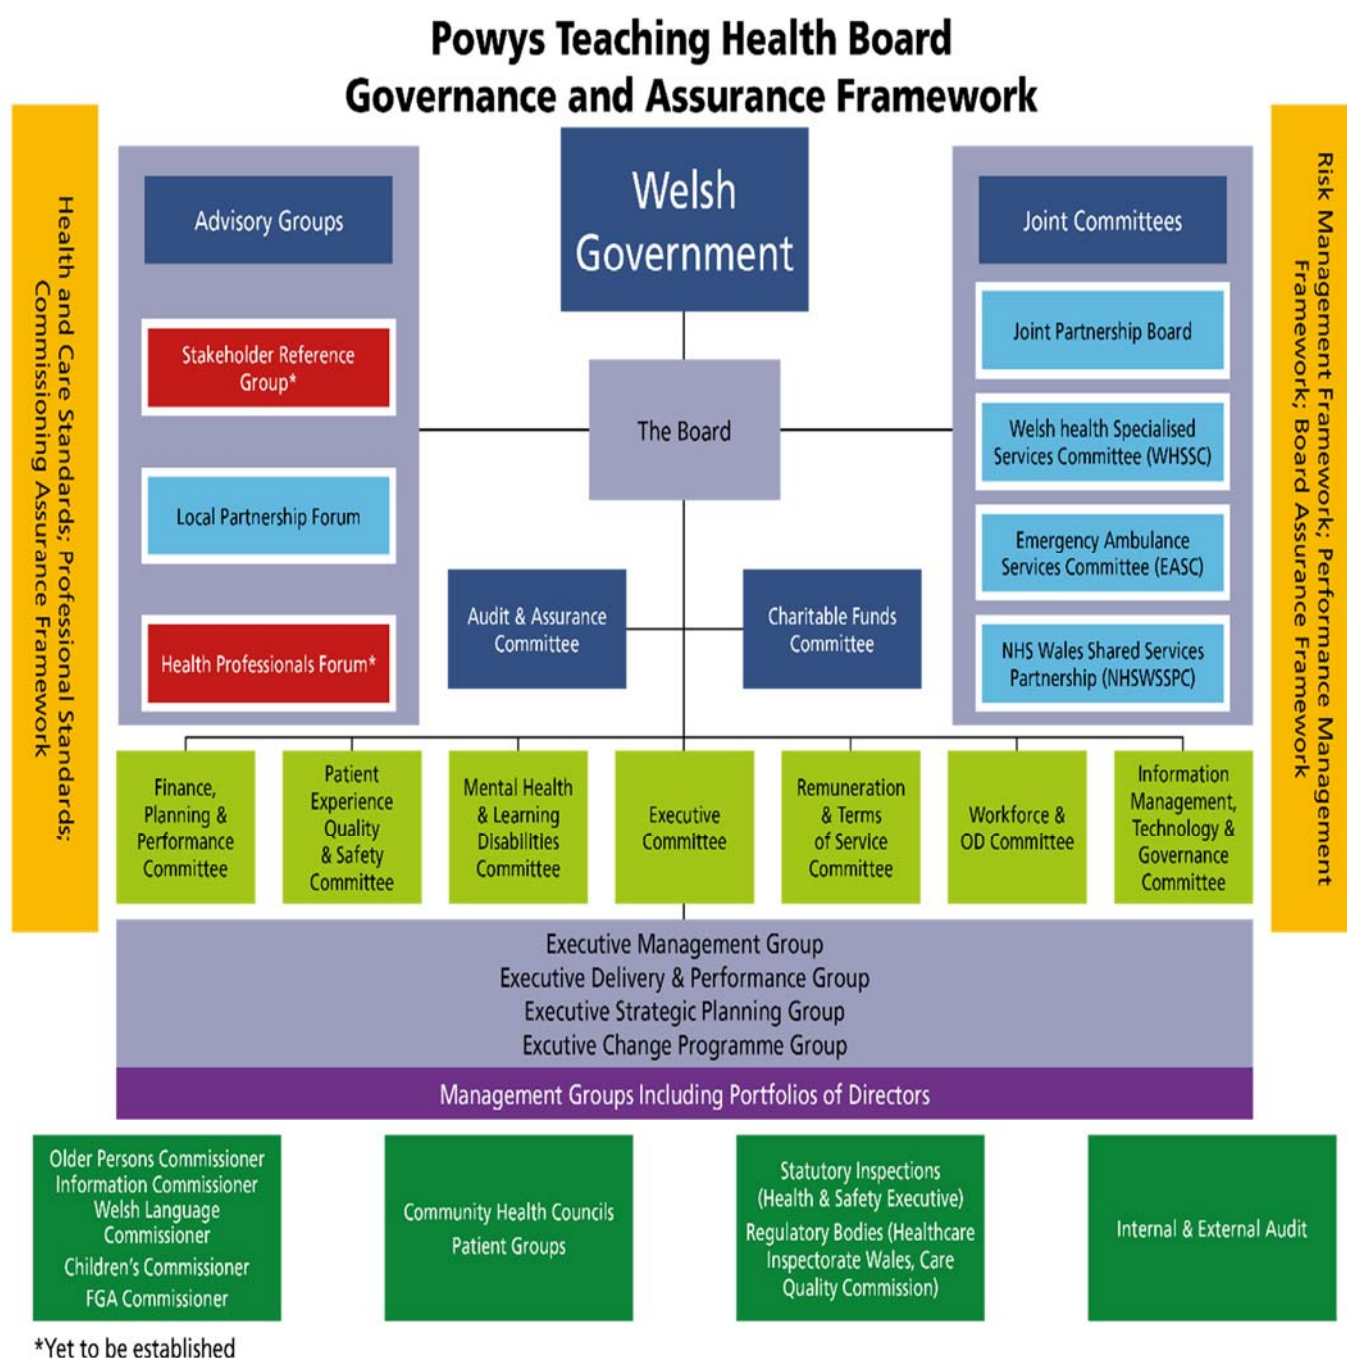 Powys Teaching Health Board
Governance and Assurance Framework
Health and Care Standards; Professional Standards;
Commissioning Assurance Framework
Advisory Groups
Stakeholder Reference
Group*
Local Partnership Forum
Health Professionals Forum*
Welsh
Government
The Board
Audit & Assurance
Committee
Charitable Funds
Committee
Joint Committees
Joint Partnership Board
Welsh health Specialised
Services Committee (WHSSC)
Emergency Ambulance
Services Committee (EASC)
NHS Wales Shared Services
Partnership (NHSWSSPC)
Risk Management Framework; Performance Management
Framework; Board Assurance Framework
Finance,
Planning &
Performance
Committee
Patient
Experience
Quality
& Safety
Committee
Mental Health
& Learning
Disabilities
Committee
Executive
Committee
Remuneration
& Terms
of Service
Committee
Workforce &
OD Committee
Information
Management,
Technology &
Governance
Committee
Executive Management Group
Executive Delivery & Performance Group
Executive Strategic Planning Group
Excutive Change Programme Group
Management Groups Including Portfolios of Directors
Older Persons Commissioner
Information Commissioner
Welsh Language
Commissioner
Children's Commissioner
FGA Commissioner
Community Health Councils
Patient Groups
Statutory Inspections
(Health & Safety Executive)
Regulatory Bodies (Healthcare
Inspectorate Wales, Care
Quality Commission)
Internal & External Audit
*Yet to be established